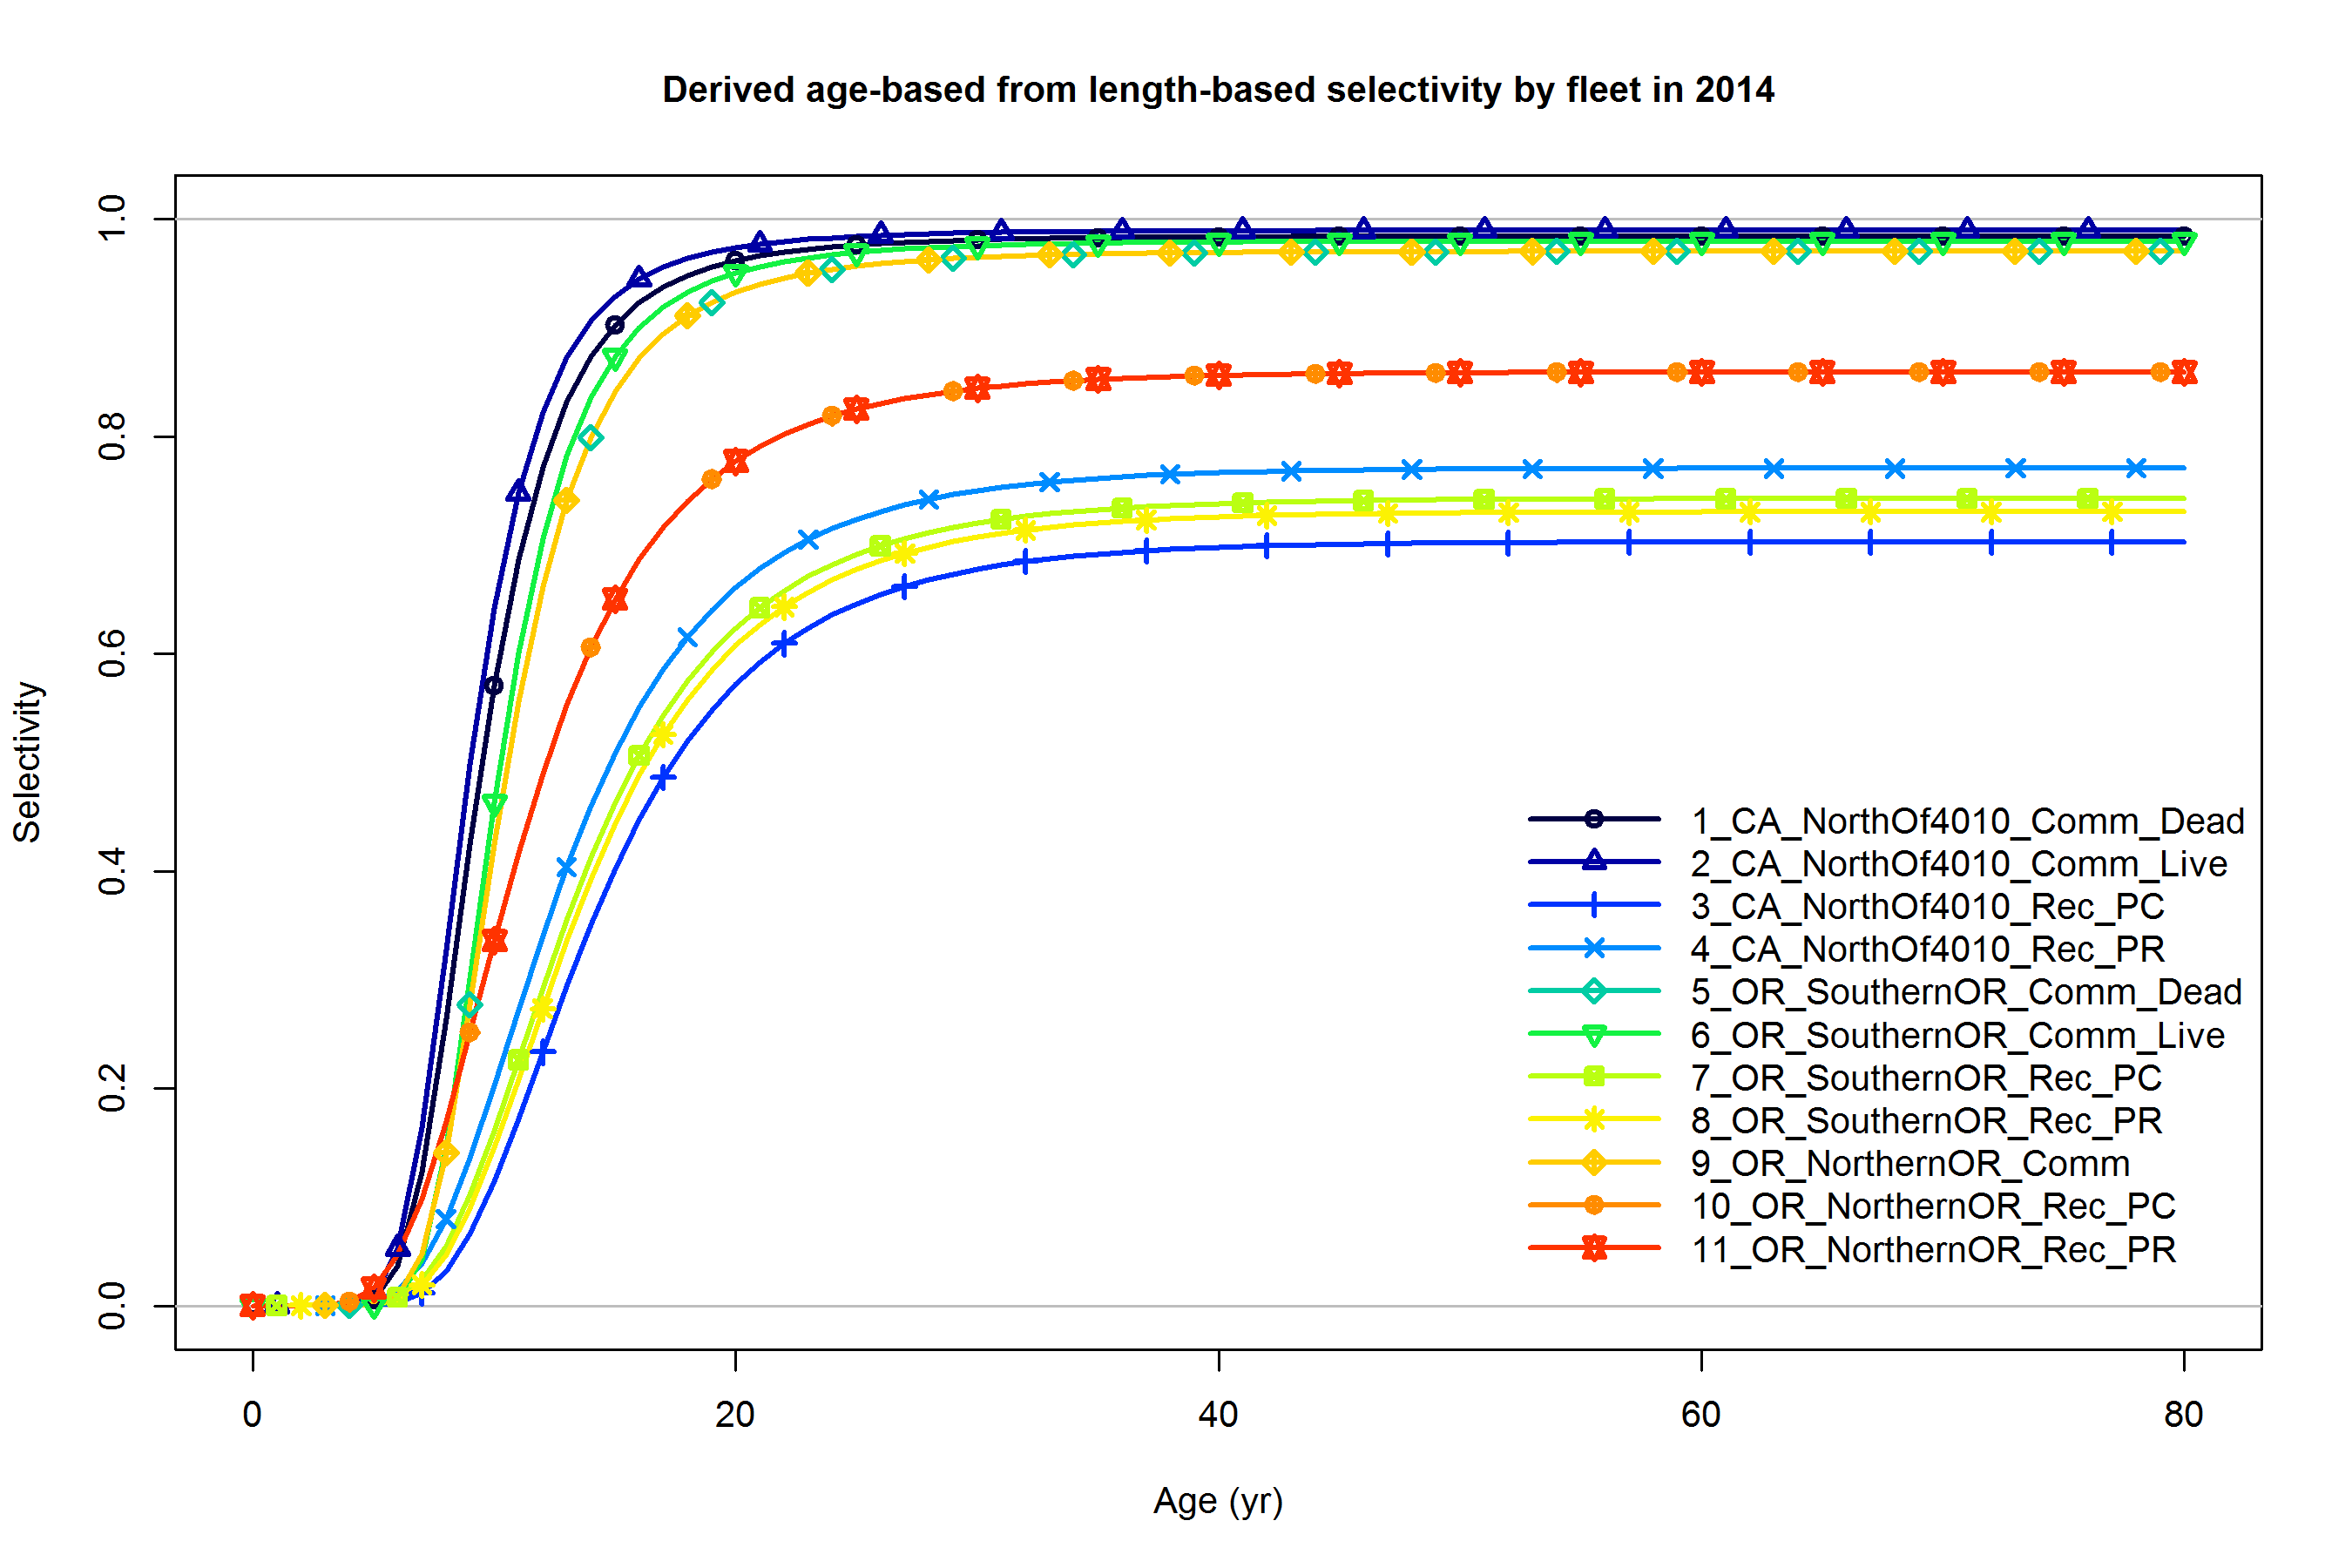 Derived age-based from length-based selectivity by fleet in 2014
Selectivity
1.0
0.8
0.6
0.4
0.2
0.0
1_CA_NorthOf4010_Comm_Dead
2_CA_NorthOf4010_Comm_Live
3_CA_NorthOf4010_Rec_PC
4_CA_NorthOf4010_Rec_PR
5_OR_SouthernOR_Comm_Dead
6_OR_SouthernOR_Comm_Live
7_OR_SouthernOR_Rec_PC
8_OR_SouthernOR_Rec_PR
9_OR_NorthernOR_Comm
10_OR_NorthernOR_Rec_PC
11_OR_NorthernOR_Rec_PR
0 20 40 60 80
Age (yr)